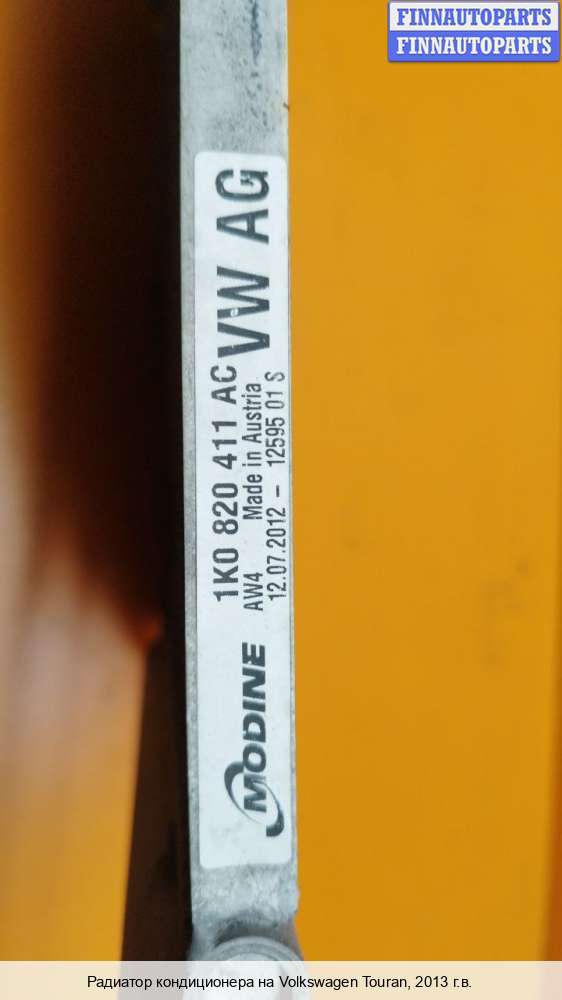 FINNAUTOPARTS
FINNAUTOPARTS
MODINE
1K0 820 411 AC
AW4 Made in Austria
12.07.2012 - 12595 01 S
VW AG
Радиатор кондиционера на Volkswagen Touran, 2013 г.в.